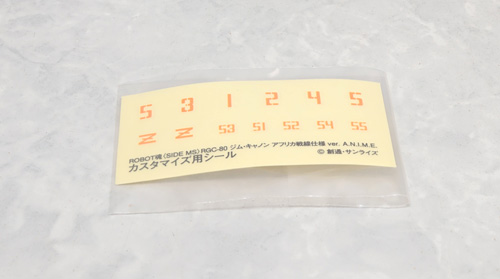 5 3 1 2 4 5
Z Z 53 51 52 54 55
ROBOT魂〈SIDE MS〉RGC-80 ジム・キャノン アフリカ戦線仕様 ver. A.N.I.M.E.
カスタマイズ用シール
© 創通・サンライズ